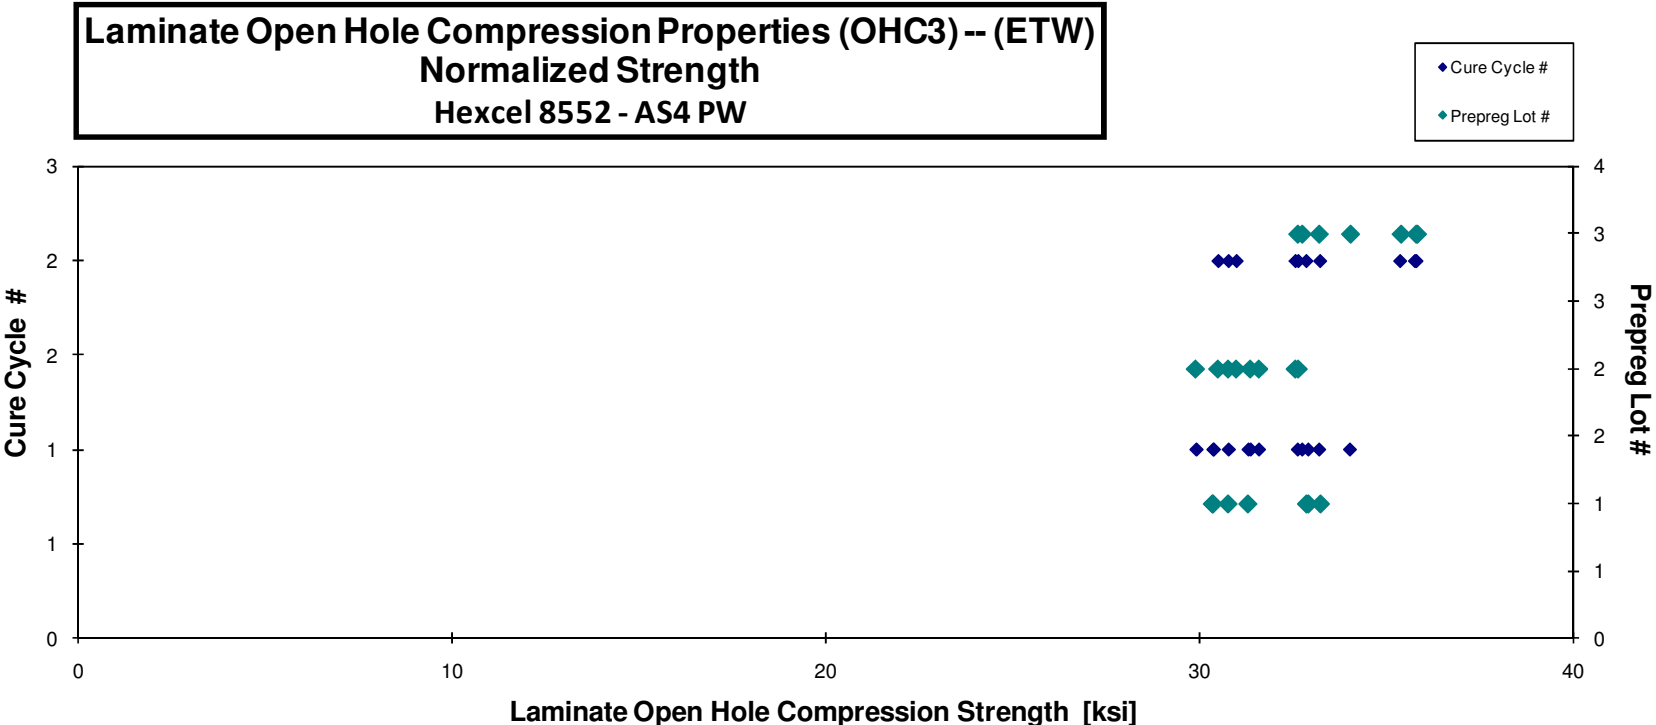 Laminate Open Hole Compression Properties (OHC3) -- (ETW)
Normalized Strength
Hexcel 8552 - AS4 PW
Cure Cycle #
Prepreg Lot #
3
2
2
1
1
0
Cure Cycle #
4
3
3
2
2
1
1
0
Prepreg Lot #
0
10
20
30
40
Laminate Open Hole Compression Strength [ksi]